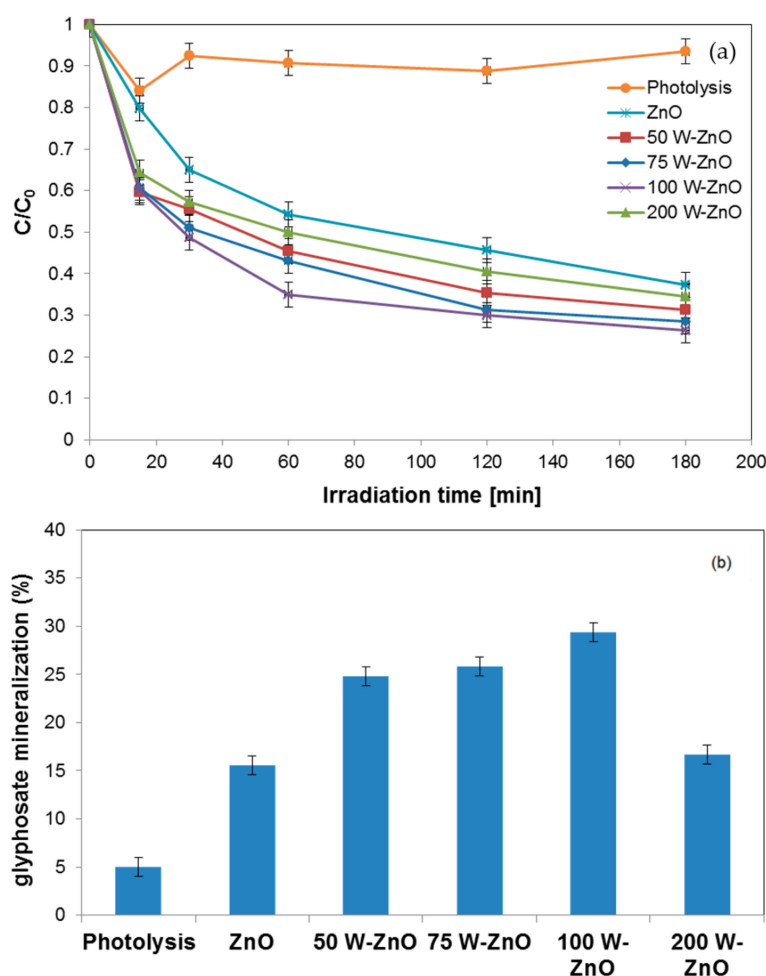 1
0.9
0.8
0.7
0.6
0.5
0.4
0.3
0.2
0.1
0
C/C0
(a)
Photolysis
ZnO
50 W-ZnO
75 W-ZnO
100 W-ZnO
200 W-ZnO
0 20 40 60 80 100 120 140 160 180 200
Irradiation time [min]
40
35
30
25
20
15
10
5
0
glyphosate mineralization (%)
(b)
Photolysis ZnO 50 W-ZnO 75 W-ZnO 100 W- 200 W-
ZnO ZnO